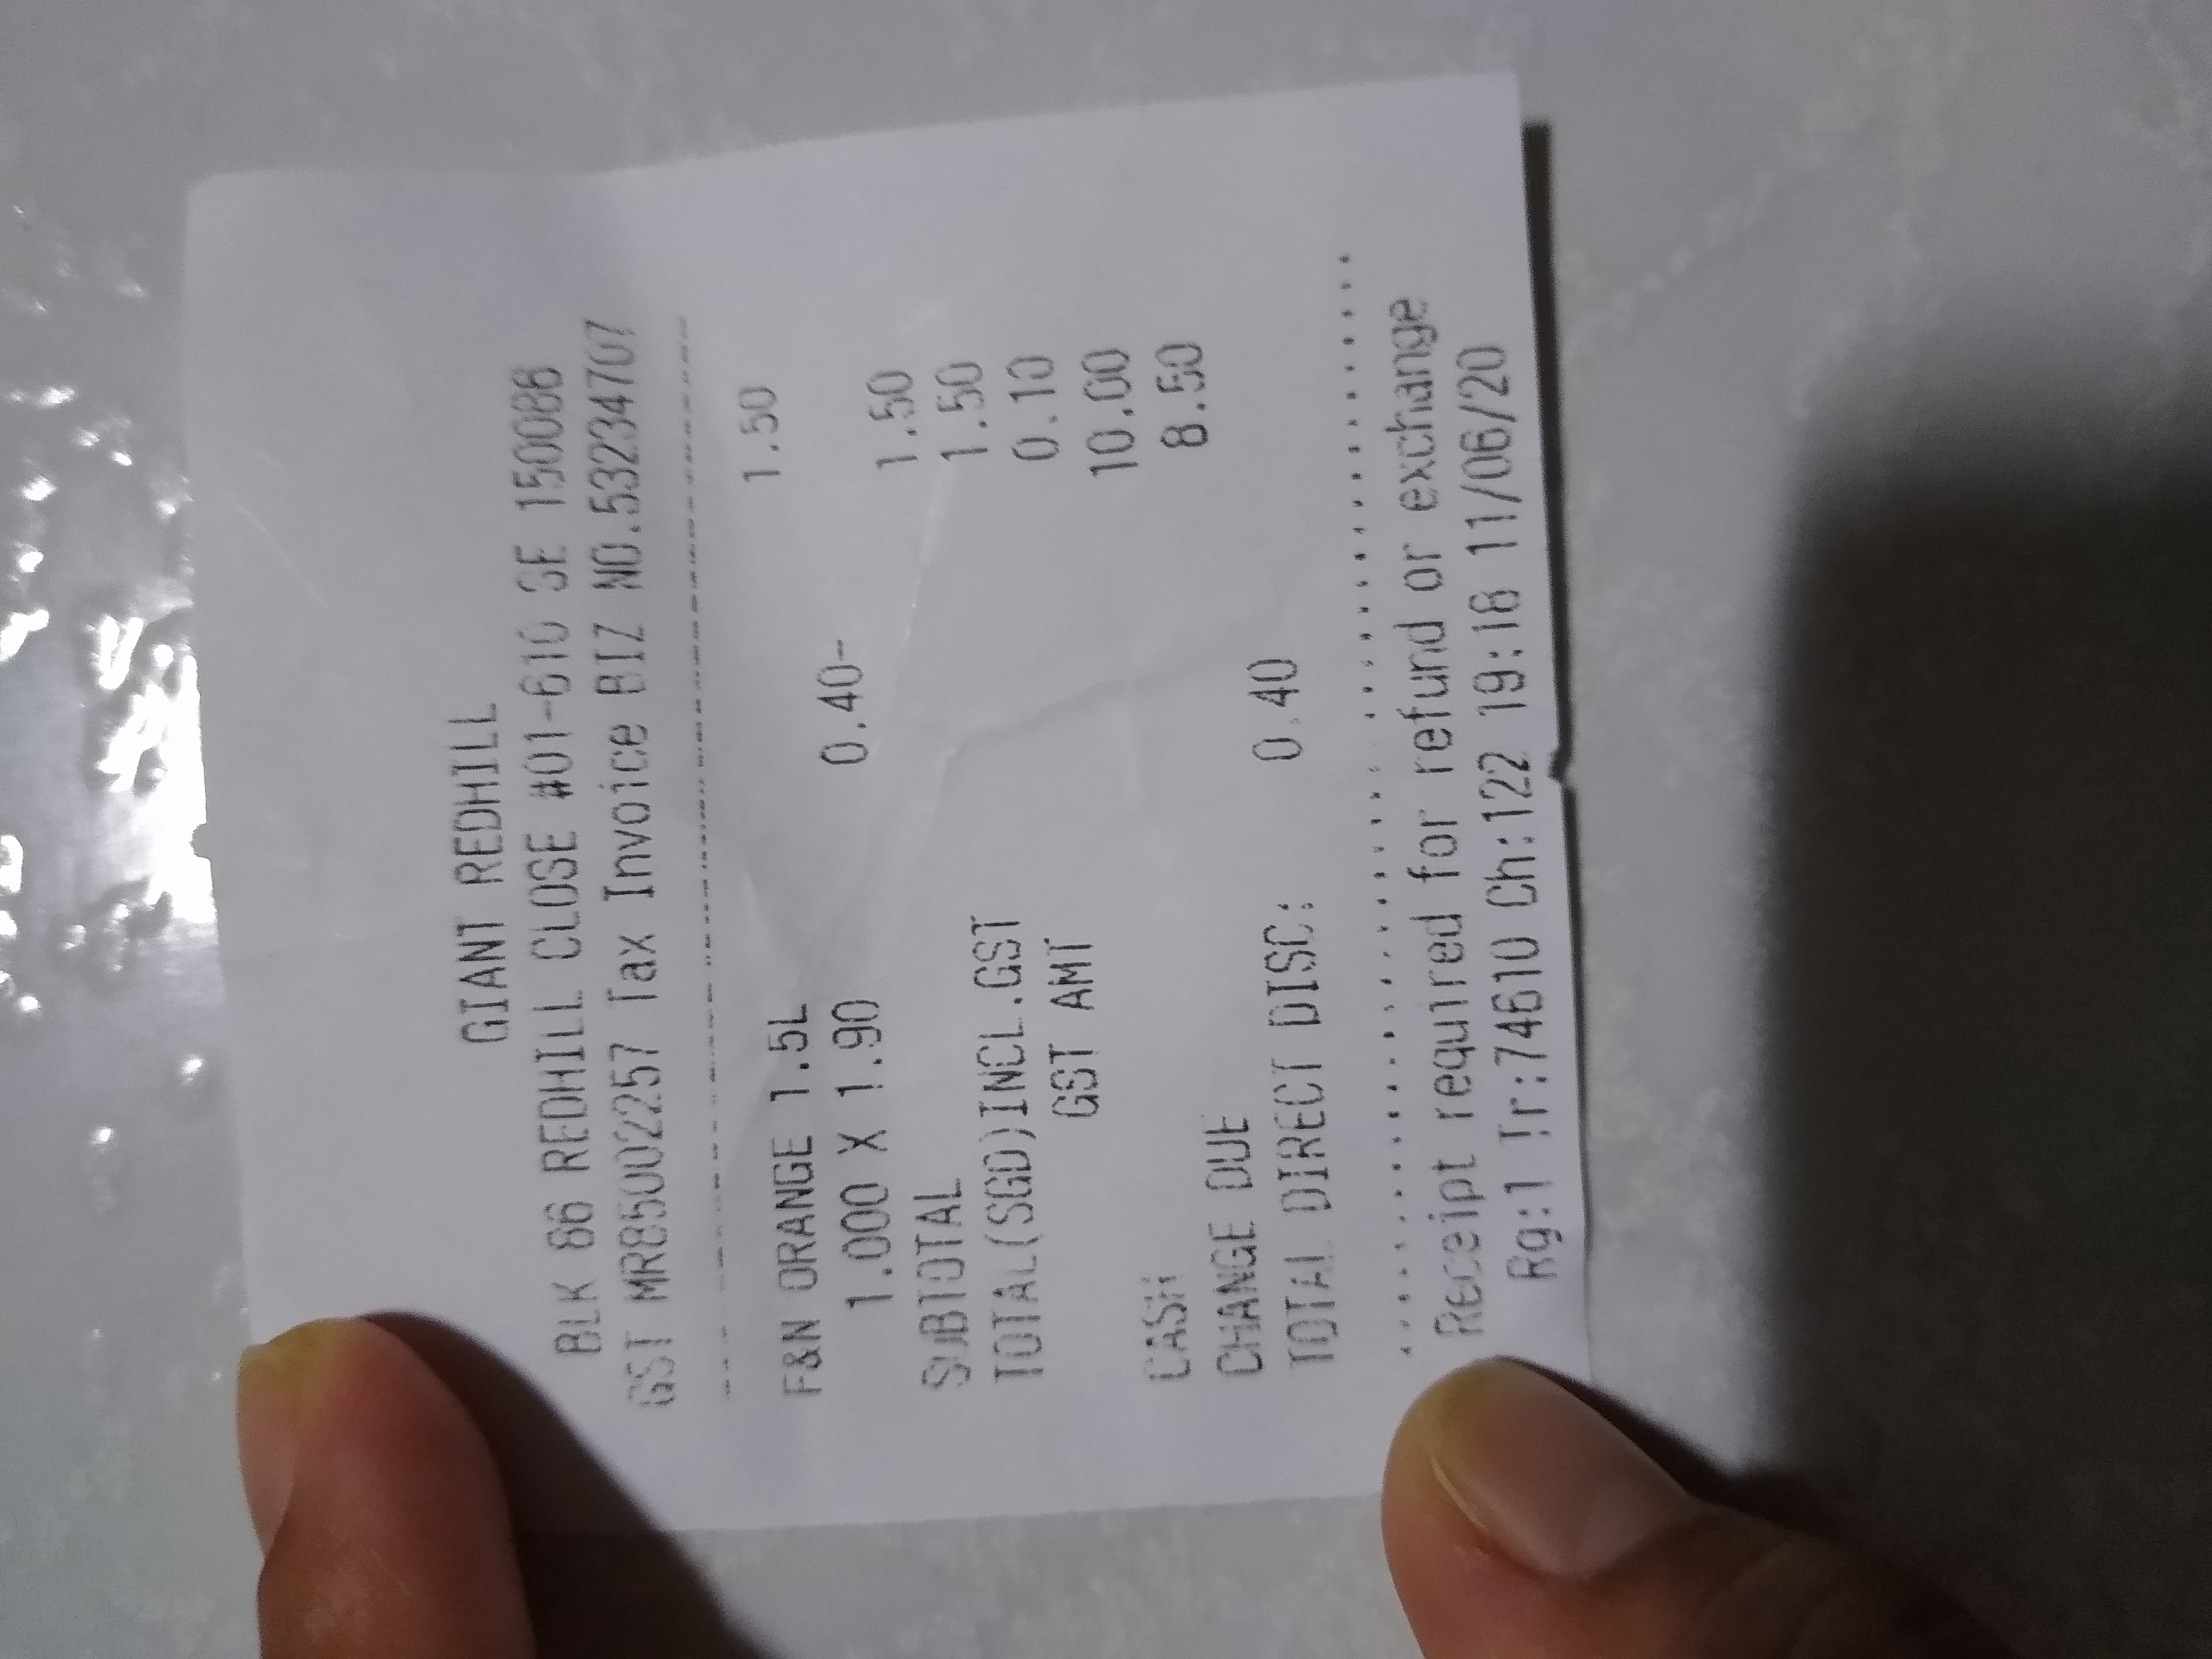 GIANT REDHILL
BLK 86 REDHILL CLOSE #01-610 SE 150086
GST MR85002257 Tax Invoice BIZ NO.53234707
F&N ORANGE 1.5L 1.50
1.000 X 1.90 0.40-
SUBTOTAL 1.50
TOTAL(SGD)INCL.GST 1.50
GST AMT 0.10
CASH 10.00
CHANGE DUE 8.50
TOTAL DIRECT DISC: 0.40
Receipt required for refund or exchange
Rg:1 Tr:74610 Ch:122 19:18 11/06/20